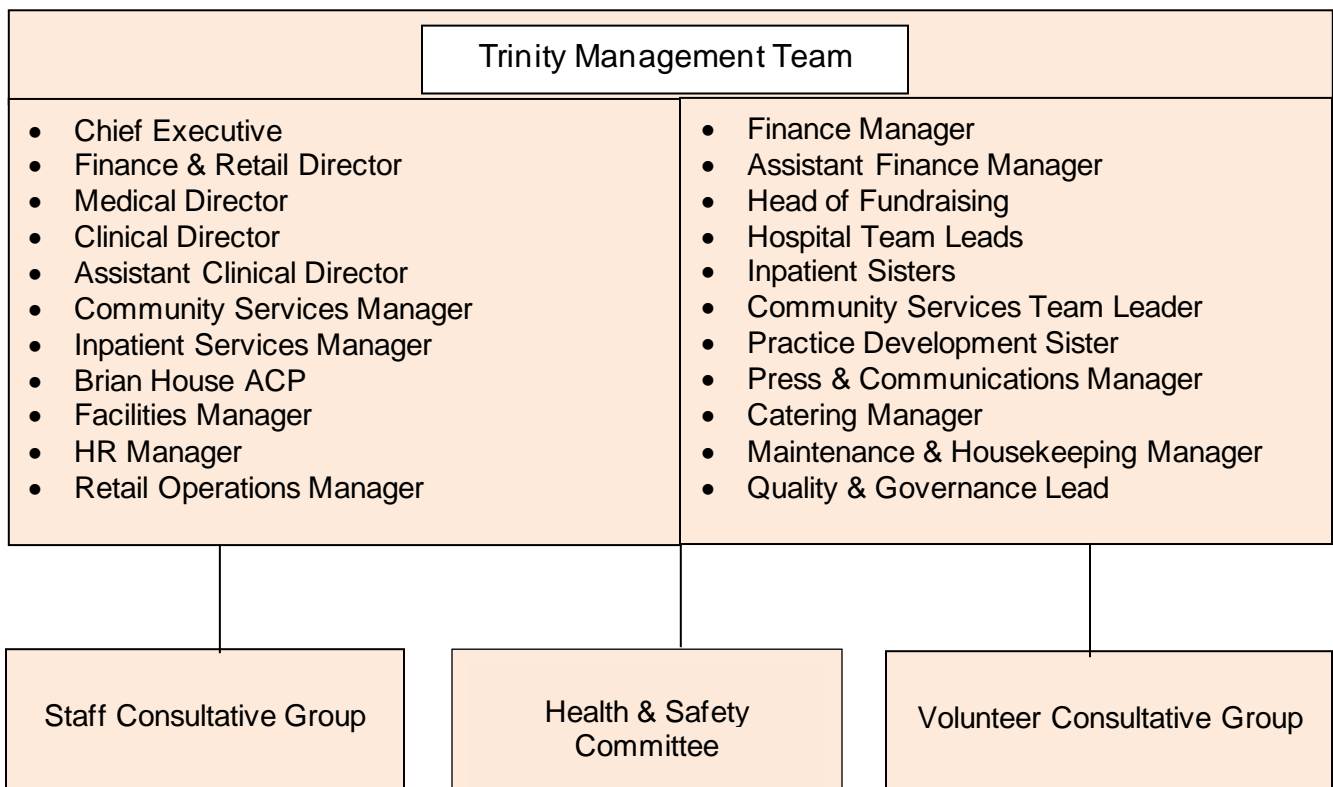 Trinity Management Team
• Chief Executive
• Finance & Retail Director
• Medical Director
• Clinical Director
• Assistant Clinical Director
• Community Services Manager
• Inpatient Services Manager
• Brian House ACP
• Facilities Manager
• HR Manager
• Retail Operations Manager
• Finance Manager
• Assistant Finance Manager
• Head of Fundraising
• Hospital Team Leads
• Inpatient Sisters
• Community Services Team Leader
• Practice Development Sister
• Press & Communications Manager
• Catering Manager
• Maintenance & Housekeeping Manager
• Quality & Governance Lead
Staff Consultative Group
Health & Safety
Committee
Volunteer Consultative Group